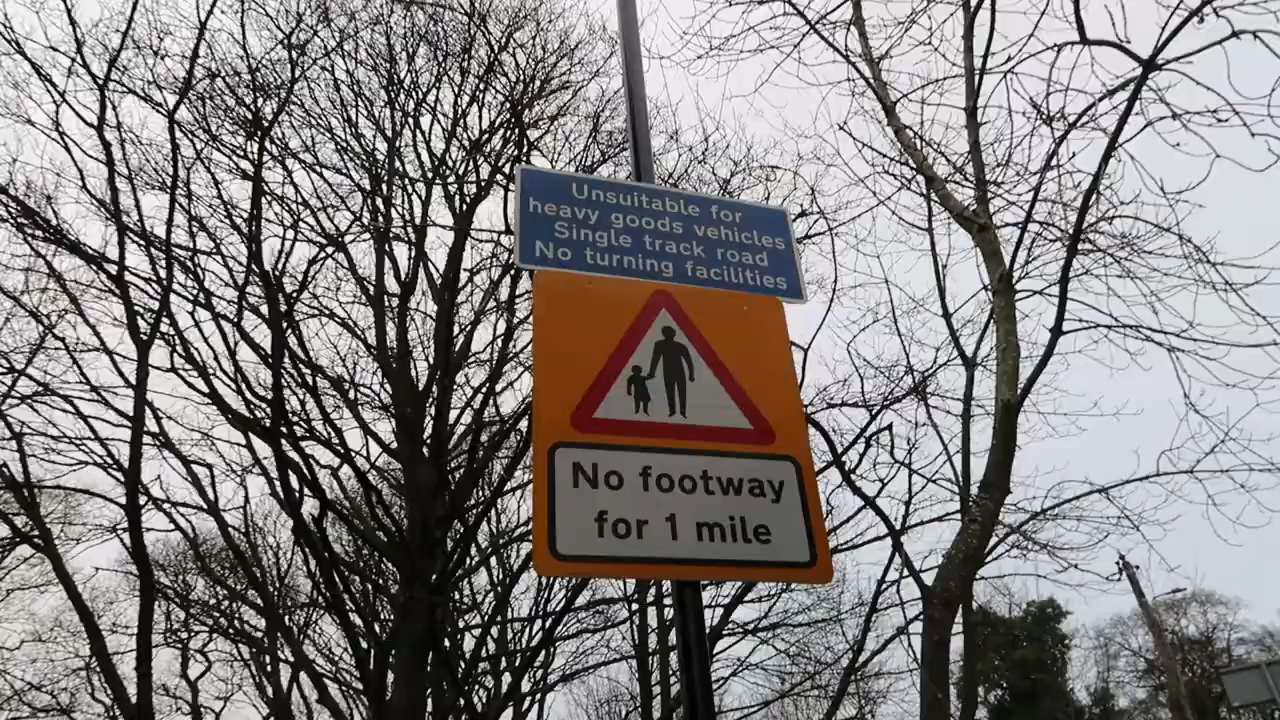 Unsuitable for
heavy goods vehicles
Single track road
No turning facilities
No footway
for 1 mile